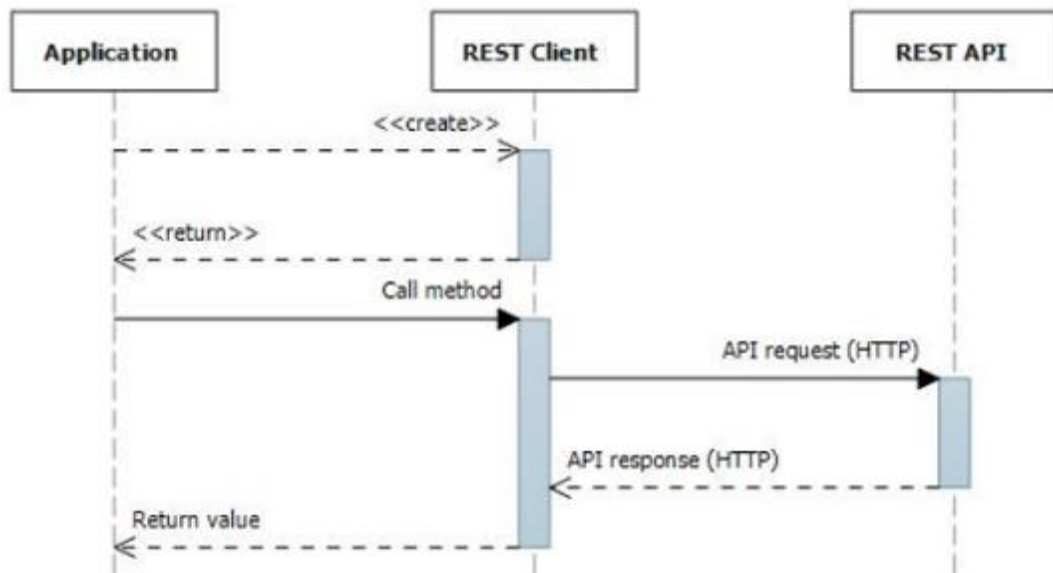 Application
REST Client
REST API
<<create>>
<<return>>
Call method
API request (HTTP)
API response (HTTP)
Return value